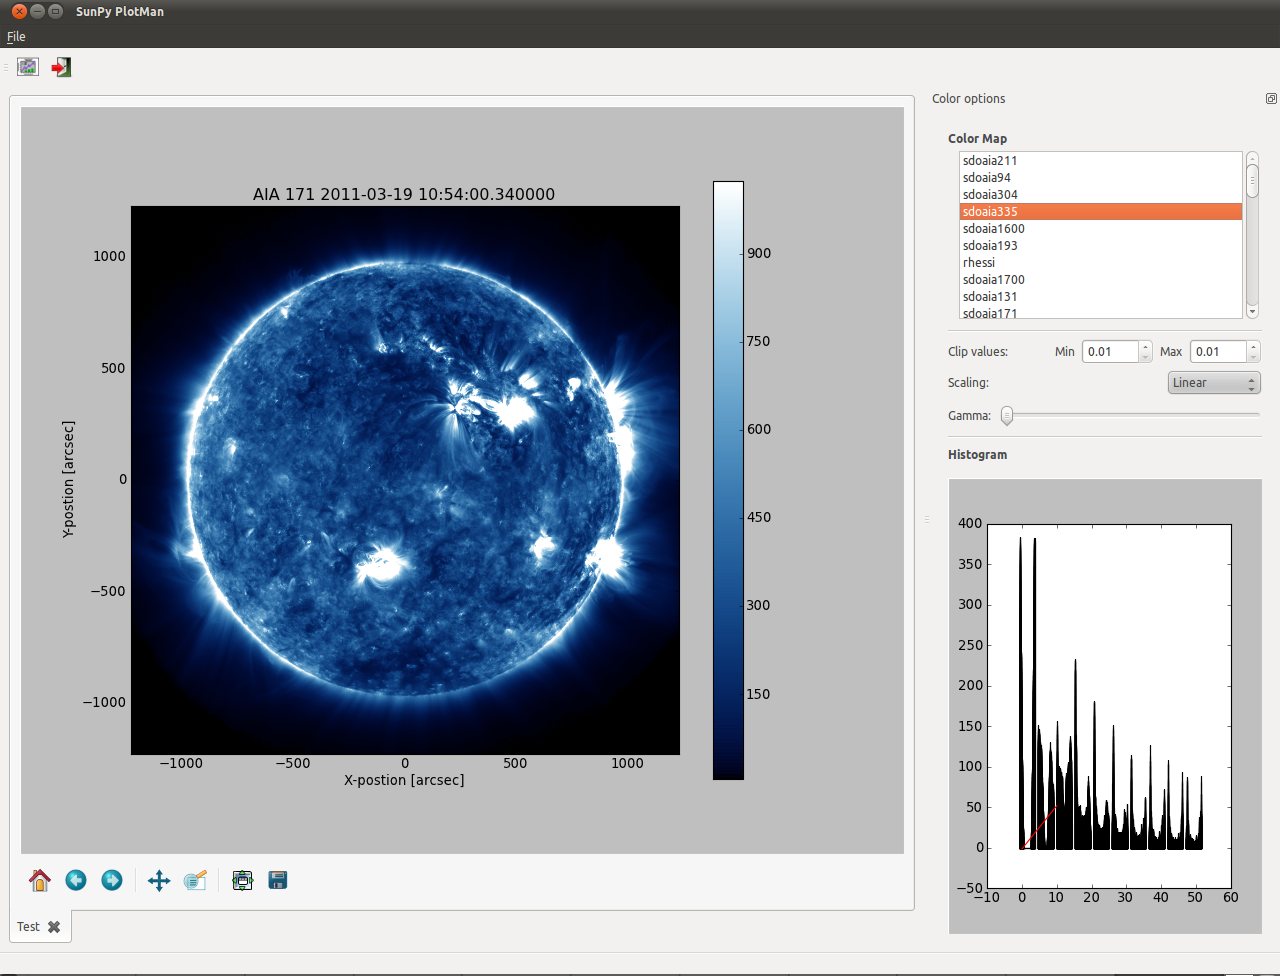 SunPy PlotMan
File
AIA 171 2011-03-19 10:54:00.340000
1000
500
0
−500
−1000
Y-postion [arcsec]
−1000 −500 0 500 1000
X-postion [arcsec]
900
750
600
450
300
150
Test
Color options
Color Map
sdoaia211
sdoaia94
sdoaia304
sdoaia335
sdoaia1600
sdoaia193
rhessi
sdoaia1700
sdoaia131
sdoaia171
Clip values: Min 0.01 Max 0.01
Scaling: Linear
Gamma:
Histogram
400
350
300
250
200
150
100
50
0
−50
−10 0 10 20 30 40 50 60